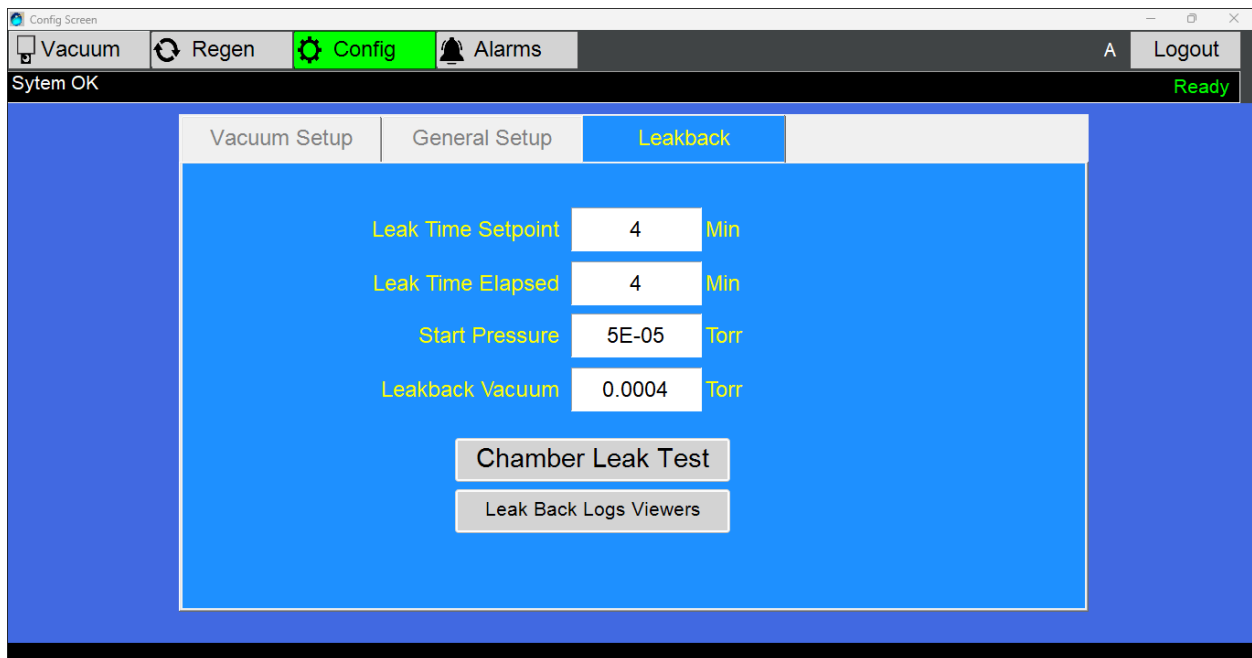 Config Screen
Vacuum Regen Config Alarms A Logout
Sytem OK Ready
Vacuum Setup General Setup Leakback
Leak Time Setpoint 4 Min
Leak Time Elapsed 4 Min
Start Pressure 5E-05 Torr
Leakback Vacuum 0.0004 Torr
Chamber Leak Test
Leak Back Logs Viewers